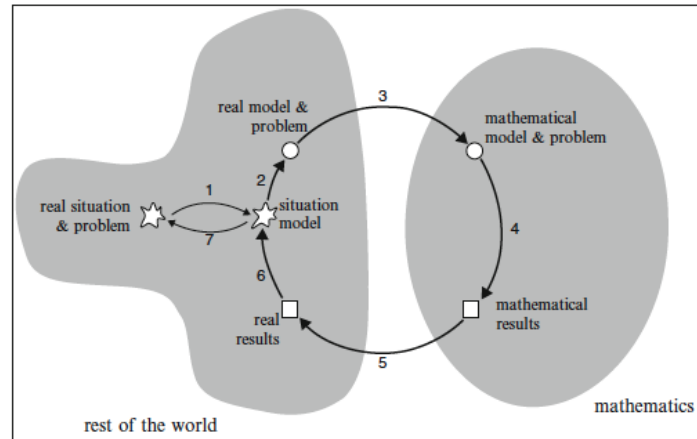 3
real model &
problem
mathematical
model & problem
2
1
real situation
& problem
situation
model
7
4
6
real
results
mathematical
results
5
mathematics
rest of the world